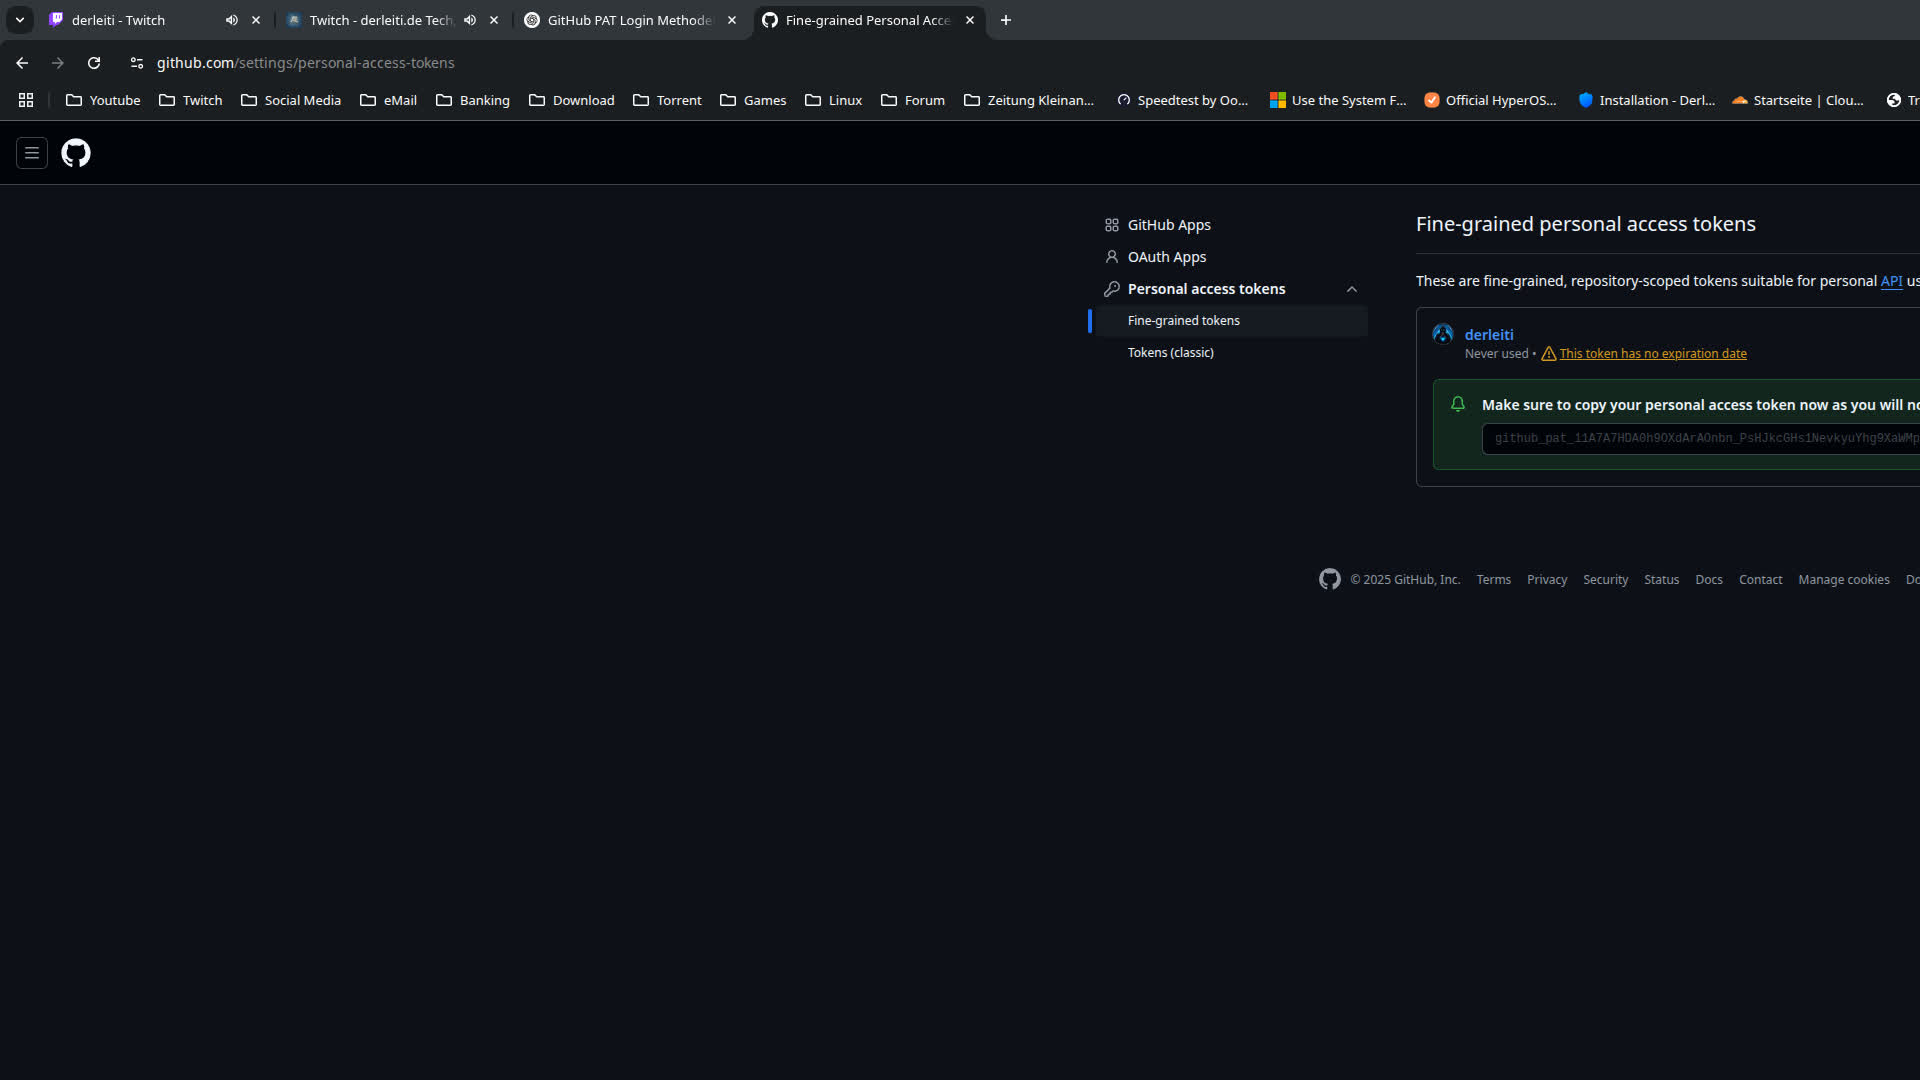 derleiti - Twitch
Twitch - derleiti.de Tech
GitHub PAT Login Methode
Fine-grained Personal Acce
github.com/settings/personal-access-tokens
Youtube
Twitch
Social Media
eMail
Banking
Download
Torrent
Games
Linux
Forum
Zeitung Kleinan...
Speedtest by Oo...
Use the System F...
Official HyperOS...
Installation - Derl...
Startseite | Clou...
Tr
GitHub Apps
OAuth Apps
Personal access tokens
Fine-grained tokens
Tokens (classic)
Fine-grained personal access tokens
These are fine-grained, repository-scoped tokens suitable for personal API us
derleiti
Never used • This token has no expiration date
Make sure to copy your personal access token now as you will no
© 2025 GitHub, Inc. Terms Privacy Security Status Docs Contact Manage cookies Do